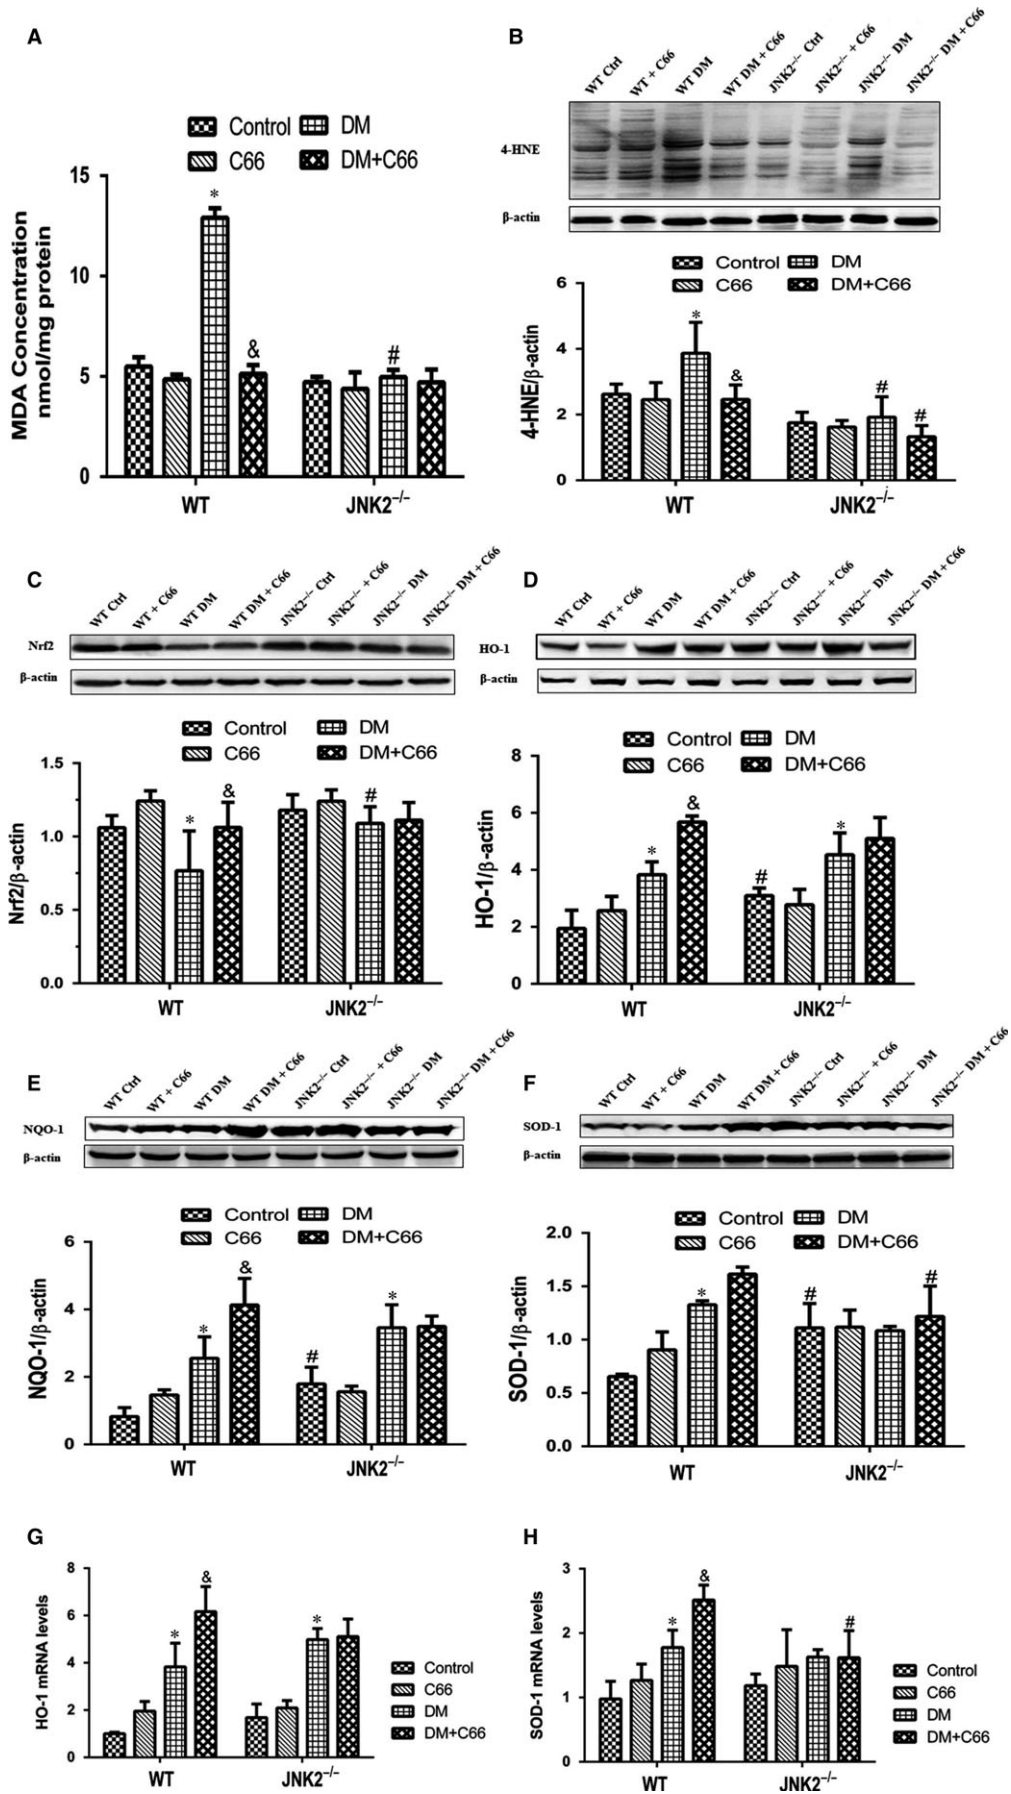 A
Control DM
C66 DM+C66
15
10
5
0
MDA Concentration
nmol/mg protein
*
&
#
WT JNK2⁻/⁻
B
WT Ctrl WT + C66 WT DM WT DM + C66 JNK2⁻/⁻ Ctrl JNK2⁻/⁻ + C66 JNK2⁻/⁻ DM JNK2⁻/⁻ DM + C66
4-HNE
β-actin
Control DM
C66 DM+C66
6
4
2
0
4-HNE/β-actin
*
&
#
#
WT JNK2⁻/⁻
C
WT Ctrl WT + C66 WT DM WT DM + C66 JNK2⁻/⁻ Ctrl JNK2⁻/⁻ + C66 JNK2⁻/⁻ DM JNK2⁻/⁻ DM + C66
Nrf2
β-actin
Control DM
C66 DM+C66
1.5
1.0
0.5
0.0
Nrf2/β-actin
*
&
#
WT JNK2⁻/⁻
D
WT Ctrl WT + C66 WT DM WT DM + C66 JNK2⁻/⁻ Ctrl JNK2⁻/⁻ + C66 JNK2⁻/⁻ DM JNK2⁻/⁻ DM + C66
HO-1
β-actin
Control DM
C66 DM+C66
8
6
4
2
0
HO-1/β-actin
*
&
#
*
WT JNK2⁻/⁻
E
WT Ctrl WT + C66 WT DM WT DM + C66 JNK2⁻/⁻ Ctrl JNK2⁻/⁻ + C66 JNK2⁻/⁻ DM JNK2⁻/⁻ DM + C66
NQO-1
β-actin
Control DM
C66 DM+C66
6
4
2
0
NQO-1/β-actin
*
&
#
*
WT JNK2⁻/⁻
F
WT Ctrl WT + C66 WT DM WT DM + C66 JNK2⁻/⁻ Ctrl JNK2⁻/⁻ + C66 JNK2⁻/⁻ DM JNK2⁻/⁻ DM + C66
SOD-1
β-actin
Control DM
C66 DM+C66
2.0
1.5
1.0
0.5
0.0
SOD-1/β-actin
*
#
#
WT JNK2⁻/⁻
G
8
6
4
2
0
HO-1 mRNA levels
*
&
*
WT JNK2⁻/⁻
Control
C66
DM
DM+C66
H
3
2
1
0
SOD-1 mRNA levels
*
&
#
WT JNK2⁻/⁻
Control
C66
DM
DM+C66